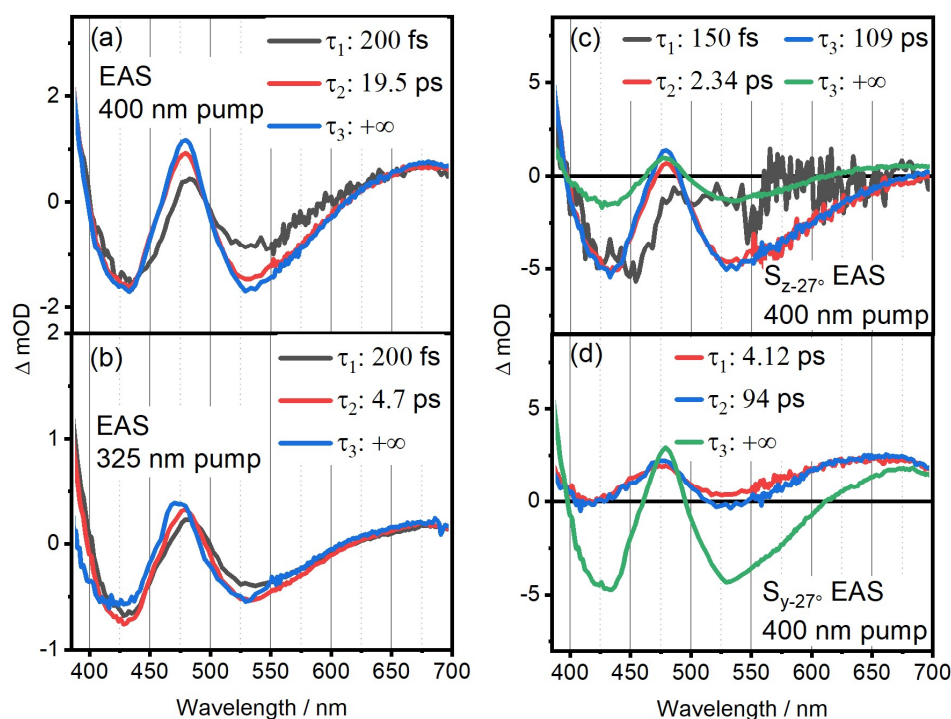 (a)
EAS
400 nm pump
τ₁: 200 fs
τ₂: 19.5 ps
τ₃: +∞
2
0
-2
Δ mOD
(b)
EAS
325 nm pump
τ₁: 200 fs
τ₂: 4.7 ps
τ₃: +∞
2
1
0
-1
Δ mOD
400 450 500 550 600 650 700
Wavelength / nm
(c)
τ₁: 150 fs τ₃: 109 ps
τ₂: 2.34 ps τ₃: +∞
5
0
-5
Δ mOD
S_z-27° EAS
400 nm pump
(d)
τ₁: 4.12 ps
τ₂: 94 ps
τ₃: +∞
5
0
-5
Δ mOD
S_y-27° EAS
400 nm pump
400 450 500 550 600 650 700
Wavelength / nm